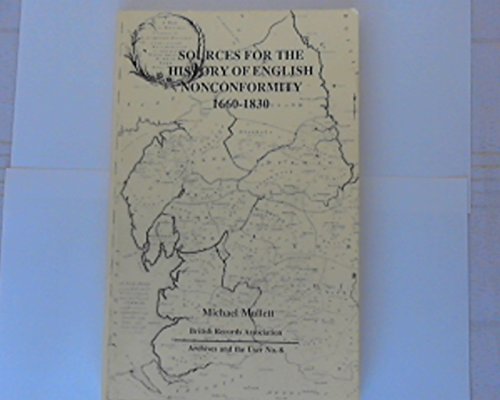 SOURCES FOR THE
HISTORY OF ENGLISH
NONCONFORMITY
1660-1830
Michael Mullett
British Records Association
Archives and the User No. 8